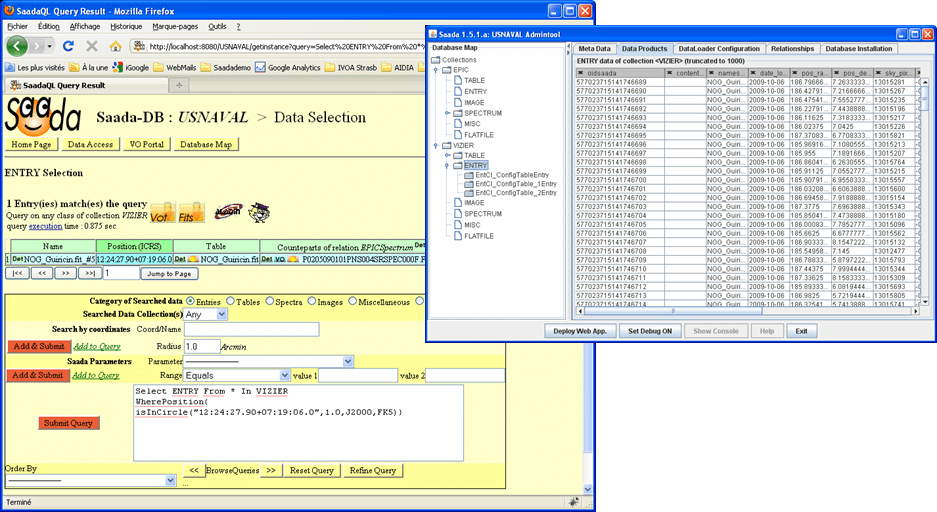 SaadaQL Query Result - Mozilla Firefox
Fichier Édition Affichage Historique Marque-pages Outils ?
http://localhost:8080/USNAVAL/getinstance?query=Select%20ENTRY%20From%20*%
Les plus visités À la une iGoogle WebMails Saadademo Google Analytics IVOA Strasb AIDIA
SaadaQL Query Result
Saada
Saada-DB : USNAVAL > Data Selection
Home Page Data Access VO Portal Database Map
ENTRY Selection
1 Entry(ies) match(es) the query
Query on any class of collection VIZIER
query execution time : 0.875 sec
Vot Fits
Name Position (ICRS) Table Counterparts of relation EPICSpectrum Det
1 Det NOG_Guiricin.fit_#5 12:24:27.90+07:19:06.0 Det NOG_Guiricin.fit Det VO P0205090101PNS004SRSPEC000F.F
|<< << >> >>| 1 Jump to Page
Category of Searched data Entries Tables Spectra Images Miscellaneous
Searched Data Collection(s) Any
Search by coordinates Coord/Name
Add & Submit Add to Query Radius 1.0 Arcmin
Saada Parameters Parameter
Add & Submit Add to Query Range Equals value 1 value 2
Select ENTRY From * In VIZIER
WherePosition{
isInCircle("12:24:27.90+07:19:06.0",1.0,J2000,FK5)}
Submit Query
Order By << BrowseQueries >> Reset Query Refine Query
...
Terminé
Saada 1.5.1.a: USNAVAL Admintool
Database Map
Collections
EPIC
TABLE
ENTRY
IMAGE
SPECTRUM
MISC
FLATFILE
VIZIER
TABLE
ENTRY
EntCl_ConfigTableEntry
EntCl_ConfigTable_1Entry
EntCl_ConfigTable_2Entry
IMAGE
SPECTRUM
MISC
FLATFILE
Meta Data Data Products DataLoader Configuration Relationships Database Installation
ENTRY data of collection <VIZIER> (truncated to 1000)
oidsaada content... names... date_lo... pos_ra... pos_de... sky_pix...
577023715141746689 NOG_Guiri... 2009-10-06 186.79666... 7.2633333... 13015281
577023715141746690 NOG_Guiri... 2009-10-06 186.42791... 7.2166666... 13015267
577023715141746691 NOG_Guiri... 2009-10-06 186.47541... 7.5552777... 13015235
577023715141746692 NOG_Guiri... 2009-10-06 186.22791... 7.4438888... 13015196
577023715141746693 NOG_Guiri... 2009-10-06 186.11625 7.3183333... 13015217
577023715141746694 NOG_Guiri... 2009-10-06 186.02375 7.0425 13015226
577023715141746695 NOG_Guiri... 2009-10-06 187.37083... 6.7708333... 13015821
577023715141746696 NOG_Guiri... 2009-10-06 185.96916... 7.1080555... 13015213
577023715141746697 NOG_Guiri... 2009-10-06 185.955 7.1891666... 13015207
577023715141746698 NOG_Guiri... 2009-10-06 186.86041... 6.2630555... 13015764
577023715141746699 NOG_Guiri... 2009-10-06 185.91125 7.0872222... 13015215
577023715141746700 NOG_Guiri... 2009-10-06 185.90791... 6.9558333... 13015557
577023715141746701 NOG_Guiri... 2009-10-06 186.03208... 6.6063888... 13015600
577023715141746702 NOG_Guiri... 2009-10-06 186.69458... 7.9188888... 13015154
577023715141746703 NOG_Guiri... 2009-10-06 187.3775 7.6963888... 13015343
577023715141746704 NOG_Guiri... 2009-10-06 185.85041... 7.4738888... 13015180
577023715141746705 NOG_Guiri... 2009-10-06 186.00083... 7.7852777... 13015096
577023715141746706 NOG_Guiri... 2009-10-06 185.6625 6.6777777... 13015562
577023715141746707 NOG_Guiri... 2009-10-06 185.54958... 7.145 13012477
577023715141746708 NOG_Guiri... 2009-10-06 186.90333... 8.1547222... 13015132
577023715141746709 NOG_Guiri... 2009-10-06 186.78833... 5.8797222... 13015793
577023715141746710 NOG_Guiri... 2009-10-06 187.44375 7.9994444... 13015344
577023715141746711 NOG_Guiri... 2009-10-06 187.33625 8.1583333... 13015309
577023715141746712 NOG_Guiri... 2009-10-06 185.89333... 6.0819444... 13015693
577023715141746713 NOG_Guiri... 2009-10-06 186.9825 5.7219444... 13015805
577023715141746714 NOG_Guiri... 2009-10-06 186.32541... 5.7413888... 13015741
Deploy Web App. Set Debug ON Show Console Help Exit